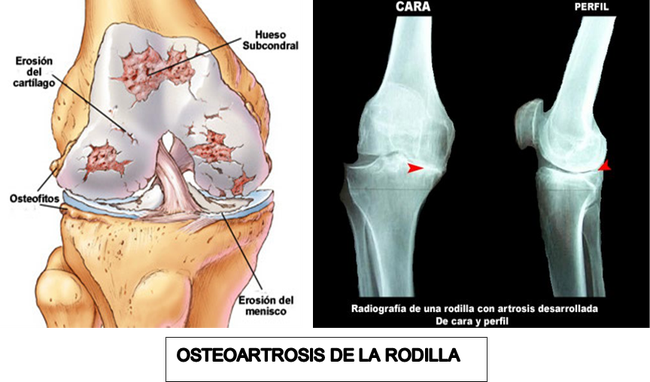 Hueso
Subcondral
Erosión
del
cartílago
Osteofitos
Erosión del
menisco
CARA
PERFIL
Radiografía de una rodilla con artrosis desarrollada
De cara y perfil
OSTEOARTROSIS DE LA RODILLA